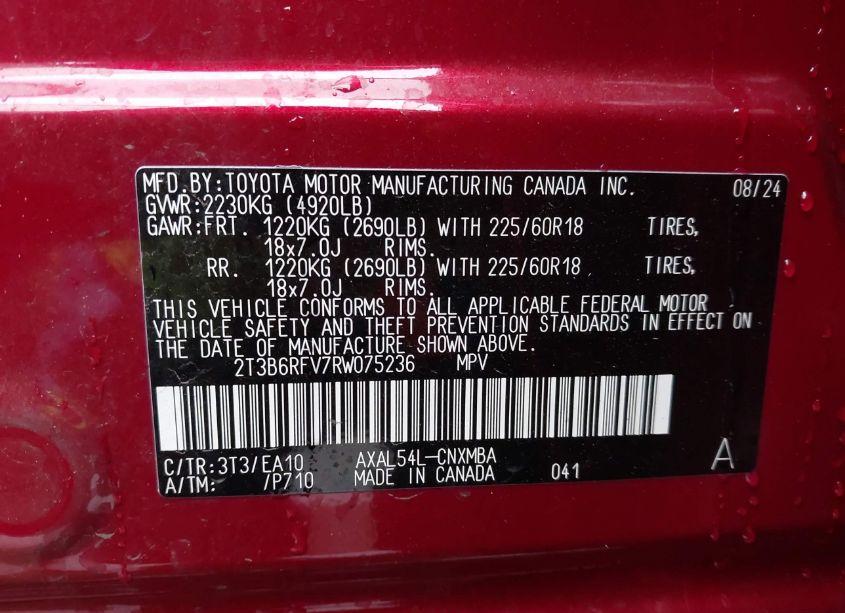 MFD.BY:TOYOTA MOTOR MANUFACTURING CANADA INC. 08/24
GVWR:2230KG (4920LB)
GAWR:FRT. 1220KG (2690LB) WITH 225/60R18 TIRES,
18x7.0J RIMS.
RR. 1220KG (2690LB) WITH 225/60R18 TIRES,
18x7.0J RIMS.
THIS VEHICLE CONFORMS TO ALL APPLICABLE FEDERAL MOTOR
VEHICLE SAFETY AND THEFT PREVENTION STANDARDS IN EFFECT ON
THE DATE OF MANUFACTURE SHOWN ABOVE.
2T3B6RFV7RW075236 MPV
C/TR:3T3/EA10 AXAL54L-CNXMBA
A/TM: /P710 MADE IN CANADA 041 A